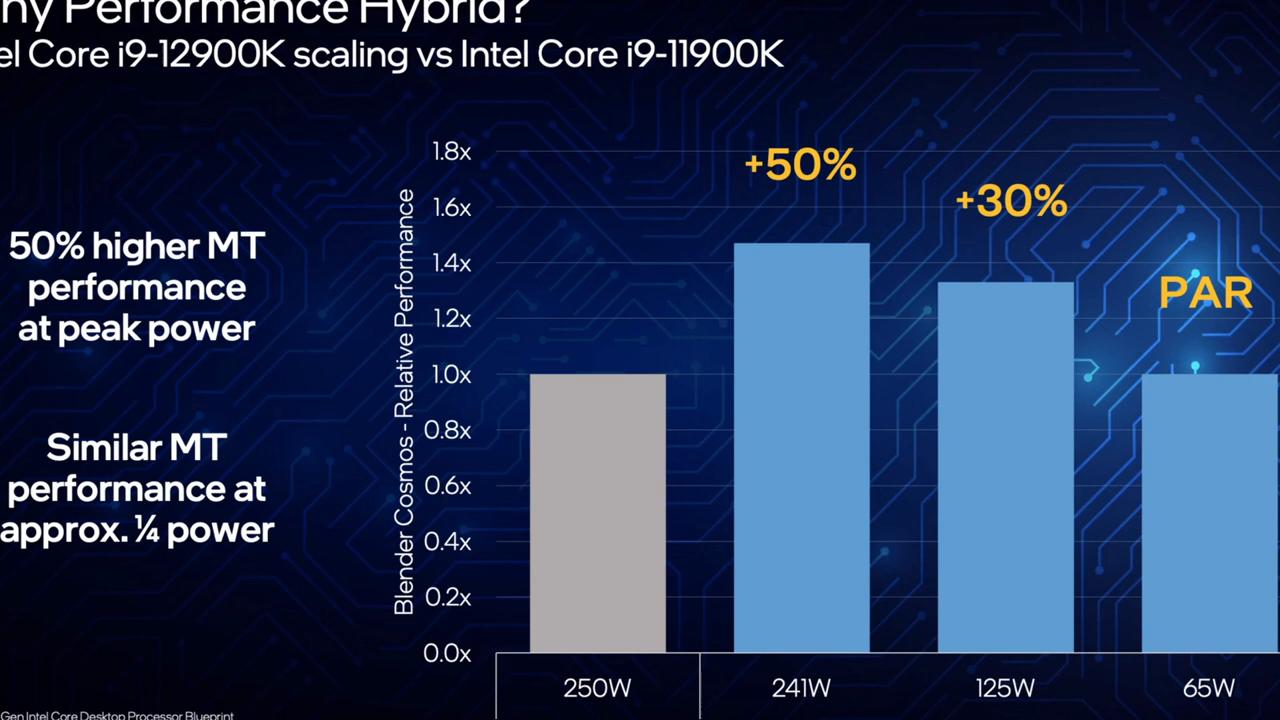 ny Performance Hybrid?
el Core i9-12900K scaling vs Intel Core i9-11900K
50% higher MT
performance
at peak power
Similar MT
performance at
approx. ¼ power
Blender Cosmos - Relative Performance
1.8x
1.6x
1.4x
1.2x
1.0x
0.8x
0.6x
0.4x
0.2x
0.0x
+50%
+30%
PAR
250W
241W
125W
65W
Gen Intel Core Desktop Processor Blueprint